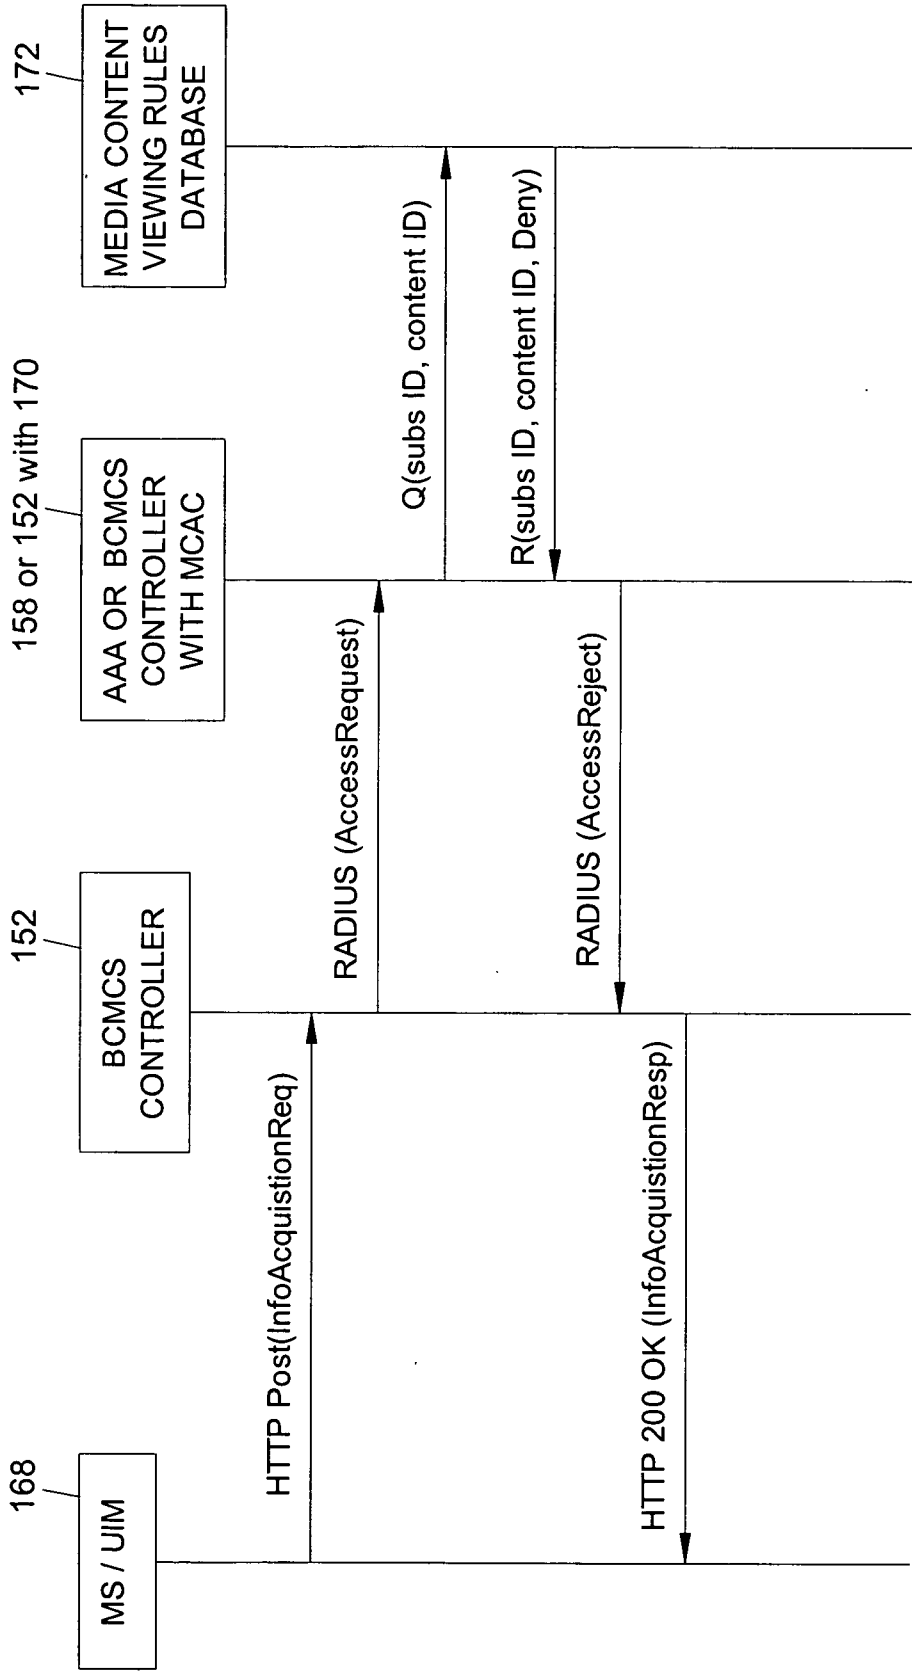 168
MS / UIM
152
BCMCS
CONTROLLER
158 or 152 with 170
AAA OR BCMCS
CONTROLLER
WITH MCAC
172
MEDIA CONTENT
VIEWING RULES
DATABASE
HTTP Post(InfoAcquistionReq)
RADIUS (AccessRequest)
Q(subs ID, content ID)
R(subs ID, content ID, Deny)
RADIUS (AccessReject)
HTTP 200 OK (InfoAcquistionResp)